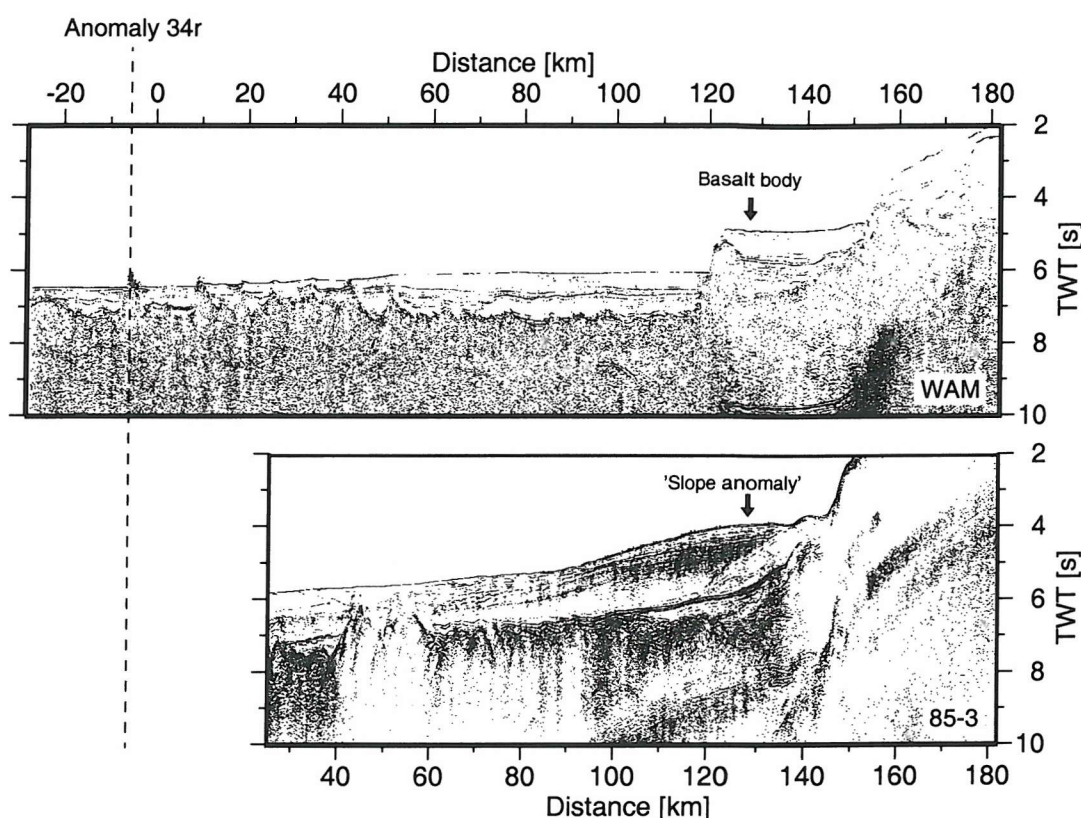 Anomaly 34r
Distance [km]
-20 0 20 40 60 80 100 120 140 160 180
2
Basalt body
4
6
8
WAM
10
TWT [s]
2
'Slope anomaly'
4
6
8
85-3
10
TWT [s]
40 60 80 100 120 140 160 180
Distance [km]